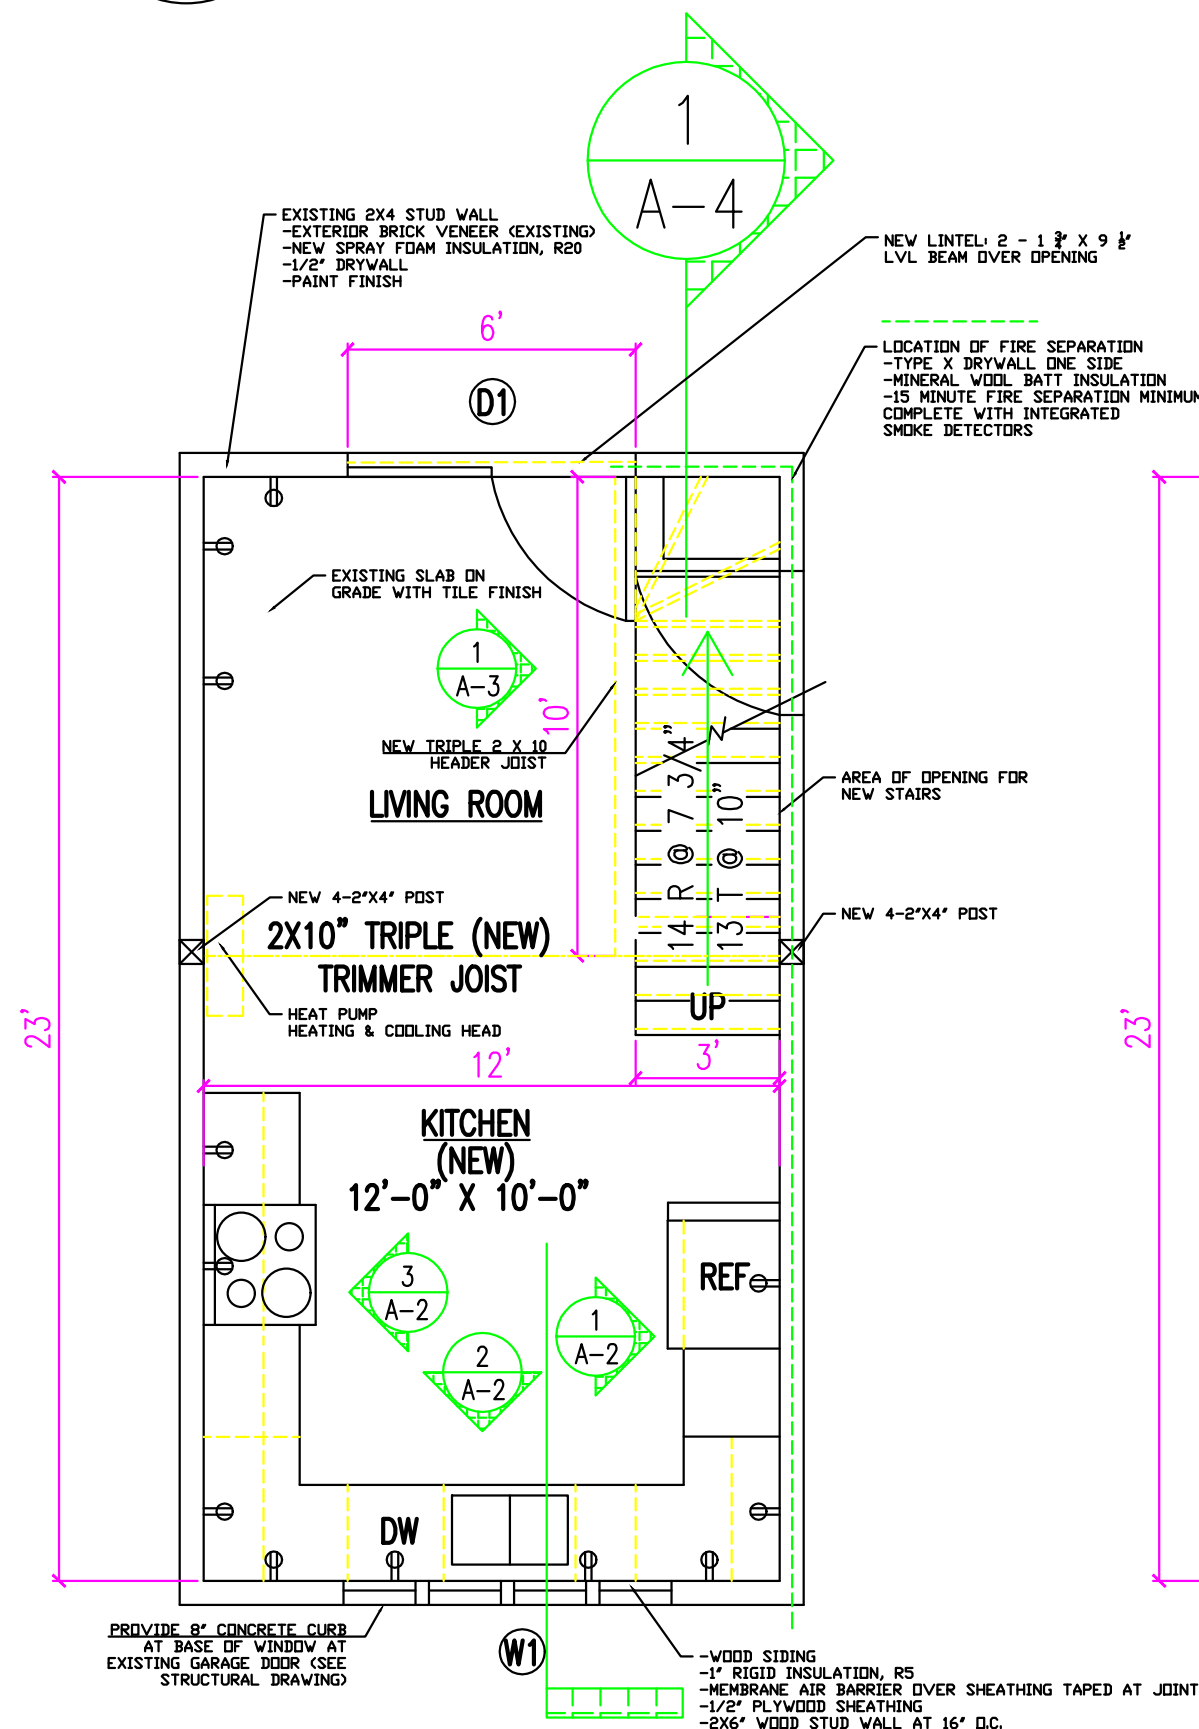 1
A-4
EXISTING 2X4 STUD WALL
-EXTERIOR BRICK VENEER (EXISTING)
-NEW SPRAY FOAM INSULATION, R20
-1/2" DRYWALL
-PAINT FINISH
NEW LINTEL: 2 - 1 3/4" X 9 1/2"
LVL BEAM OVER OPENING
6'
D1
LOCATION OF FIRE SEPARATION
-TYPE X DRYWALL ONE SIDE
-MINERAL WOOL BATT INSULATION
-15 MINUTE FIRE SEPARATION MINIMUM
COMPLETE WITH INTEGRATED
SMOKE DETECTORS
EXISTING SLAB ON
GRADE WITH TILE FINISH
1
A-3
10'
NEW TRIPLE 2 X 10
HEADER JOIST
LIVING ROOM
14 R @ 7 3/4"
13 T @ 10"
AREA OF OPENING FOR
NEW STAIRS
NEW 4-2"X4" POST
NEW 4-2"X4" POST
2X10" TRIPLE (NEW)
TRIMMER JOIST
UP
HEAT PUMP
HEATING & COOLING HEAD
23'
23'
12'
3'
KITCHEN
(NEW)
12'-0" X 10'-0"
REF
3
A-2
1
A-2
2
A-2
DW
PROVIDE 8" CONCRETE CURB
AT BASE OF WINDOW AT
EXISTING GARAGE DOOR (SEE
STRUCTURAL DRAWING)
W1
-WOOD SIDING
-1" RIGID INSULATION, R5
-MEMBRANE AIR BARRIER OVER SHEATHING TAPED AT JOINT
-1/2" PLYWOOD SHEATHING
-2X6" WOOD STUD WALL AT 16" O.C.